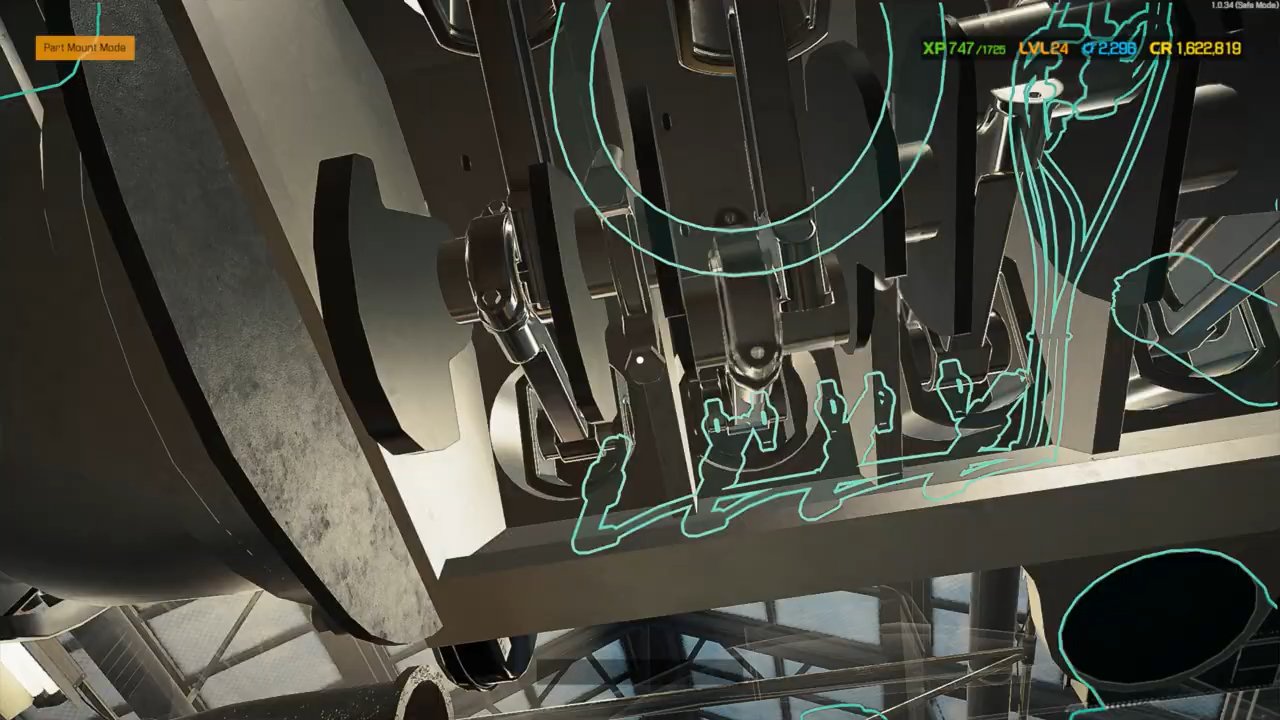 1.0.34 (Safe Mode)
Part Mount Mode
XP 747 /1725 LVL 24 2,296 CR 1,622,819